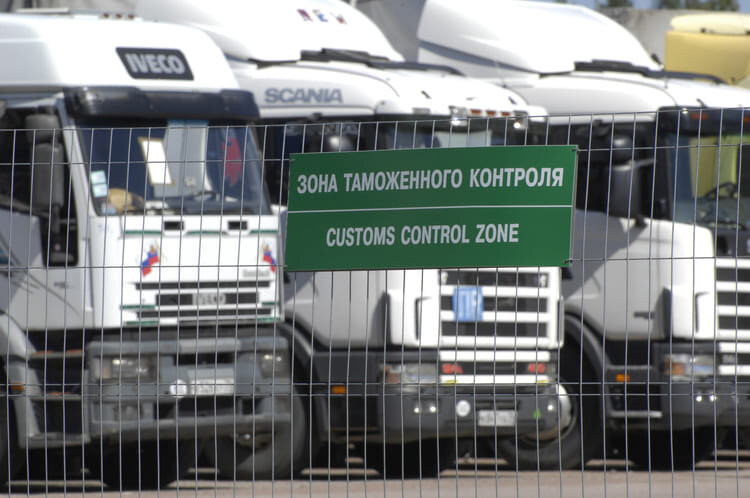 IVECO
SCANIA
ЗОНА ТАМОЖЕННОГО КОНТРОЛЯ
CUSTOMS CONTROL ZONE